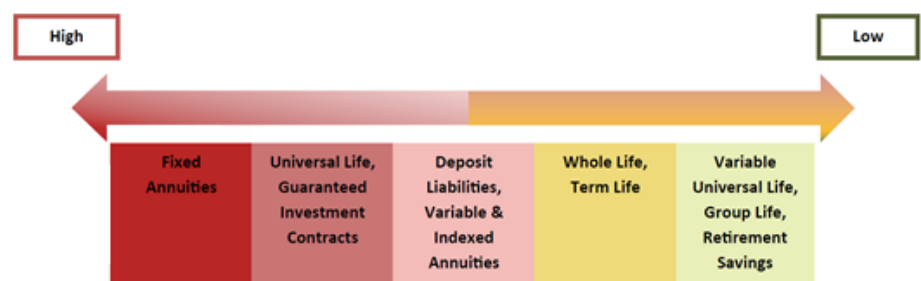 High
Low
Fixed
Annuities
Universal Life,
Guaranteed
Investment
Contracts
Deposit
Liabilities,
Variable &
Indexed
Annuities
Whole Life,
Term Life
Variable
Universal Life,
Group Life,
Retirement
Savings